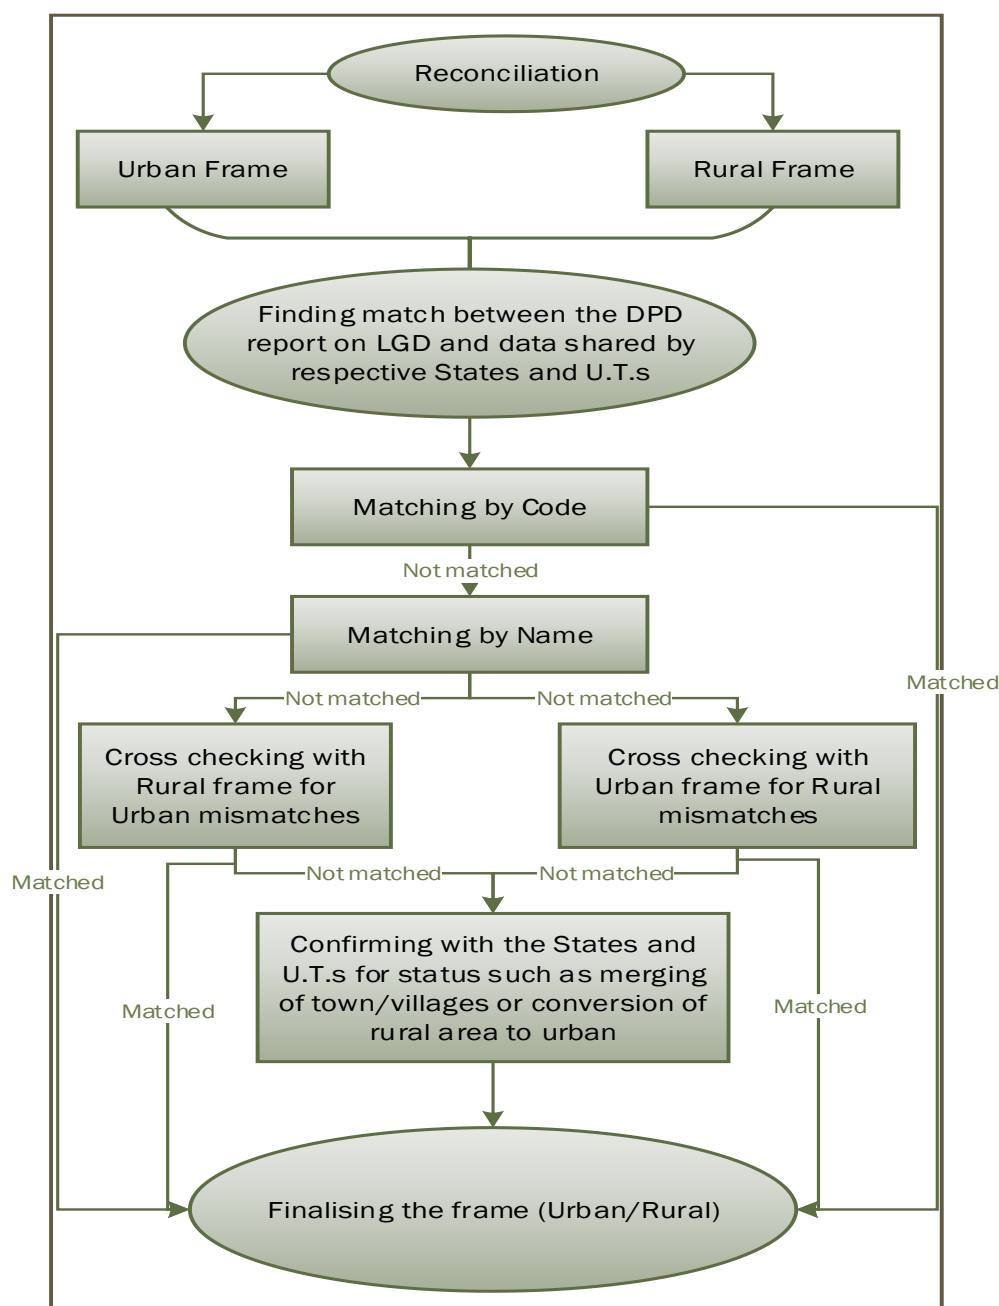 Reconciliation
Urban Frame
Rural Frame
Finding match between the DPD
report on LGD and data shared by
respective States and U.T.s
Matching by Code
Not matched
Matching by Name
Matched
Not matched
Not matched
Cross checking with
Rural frame for
Urban mismatches
Cross checking with
Urban frame for Rural
mismatches
Matched
Not matched
Not matched
Confirming with the States and
U.T.s for status such as merging
of town/villages or conversion of
rural area to urban
Matched
Matched
Finalising the frame (Urban/Rural)